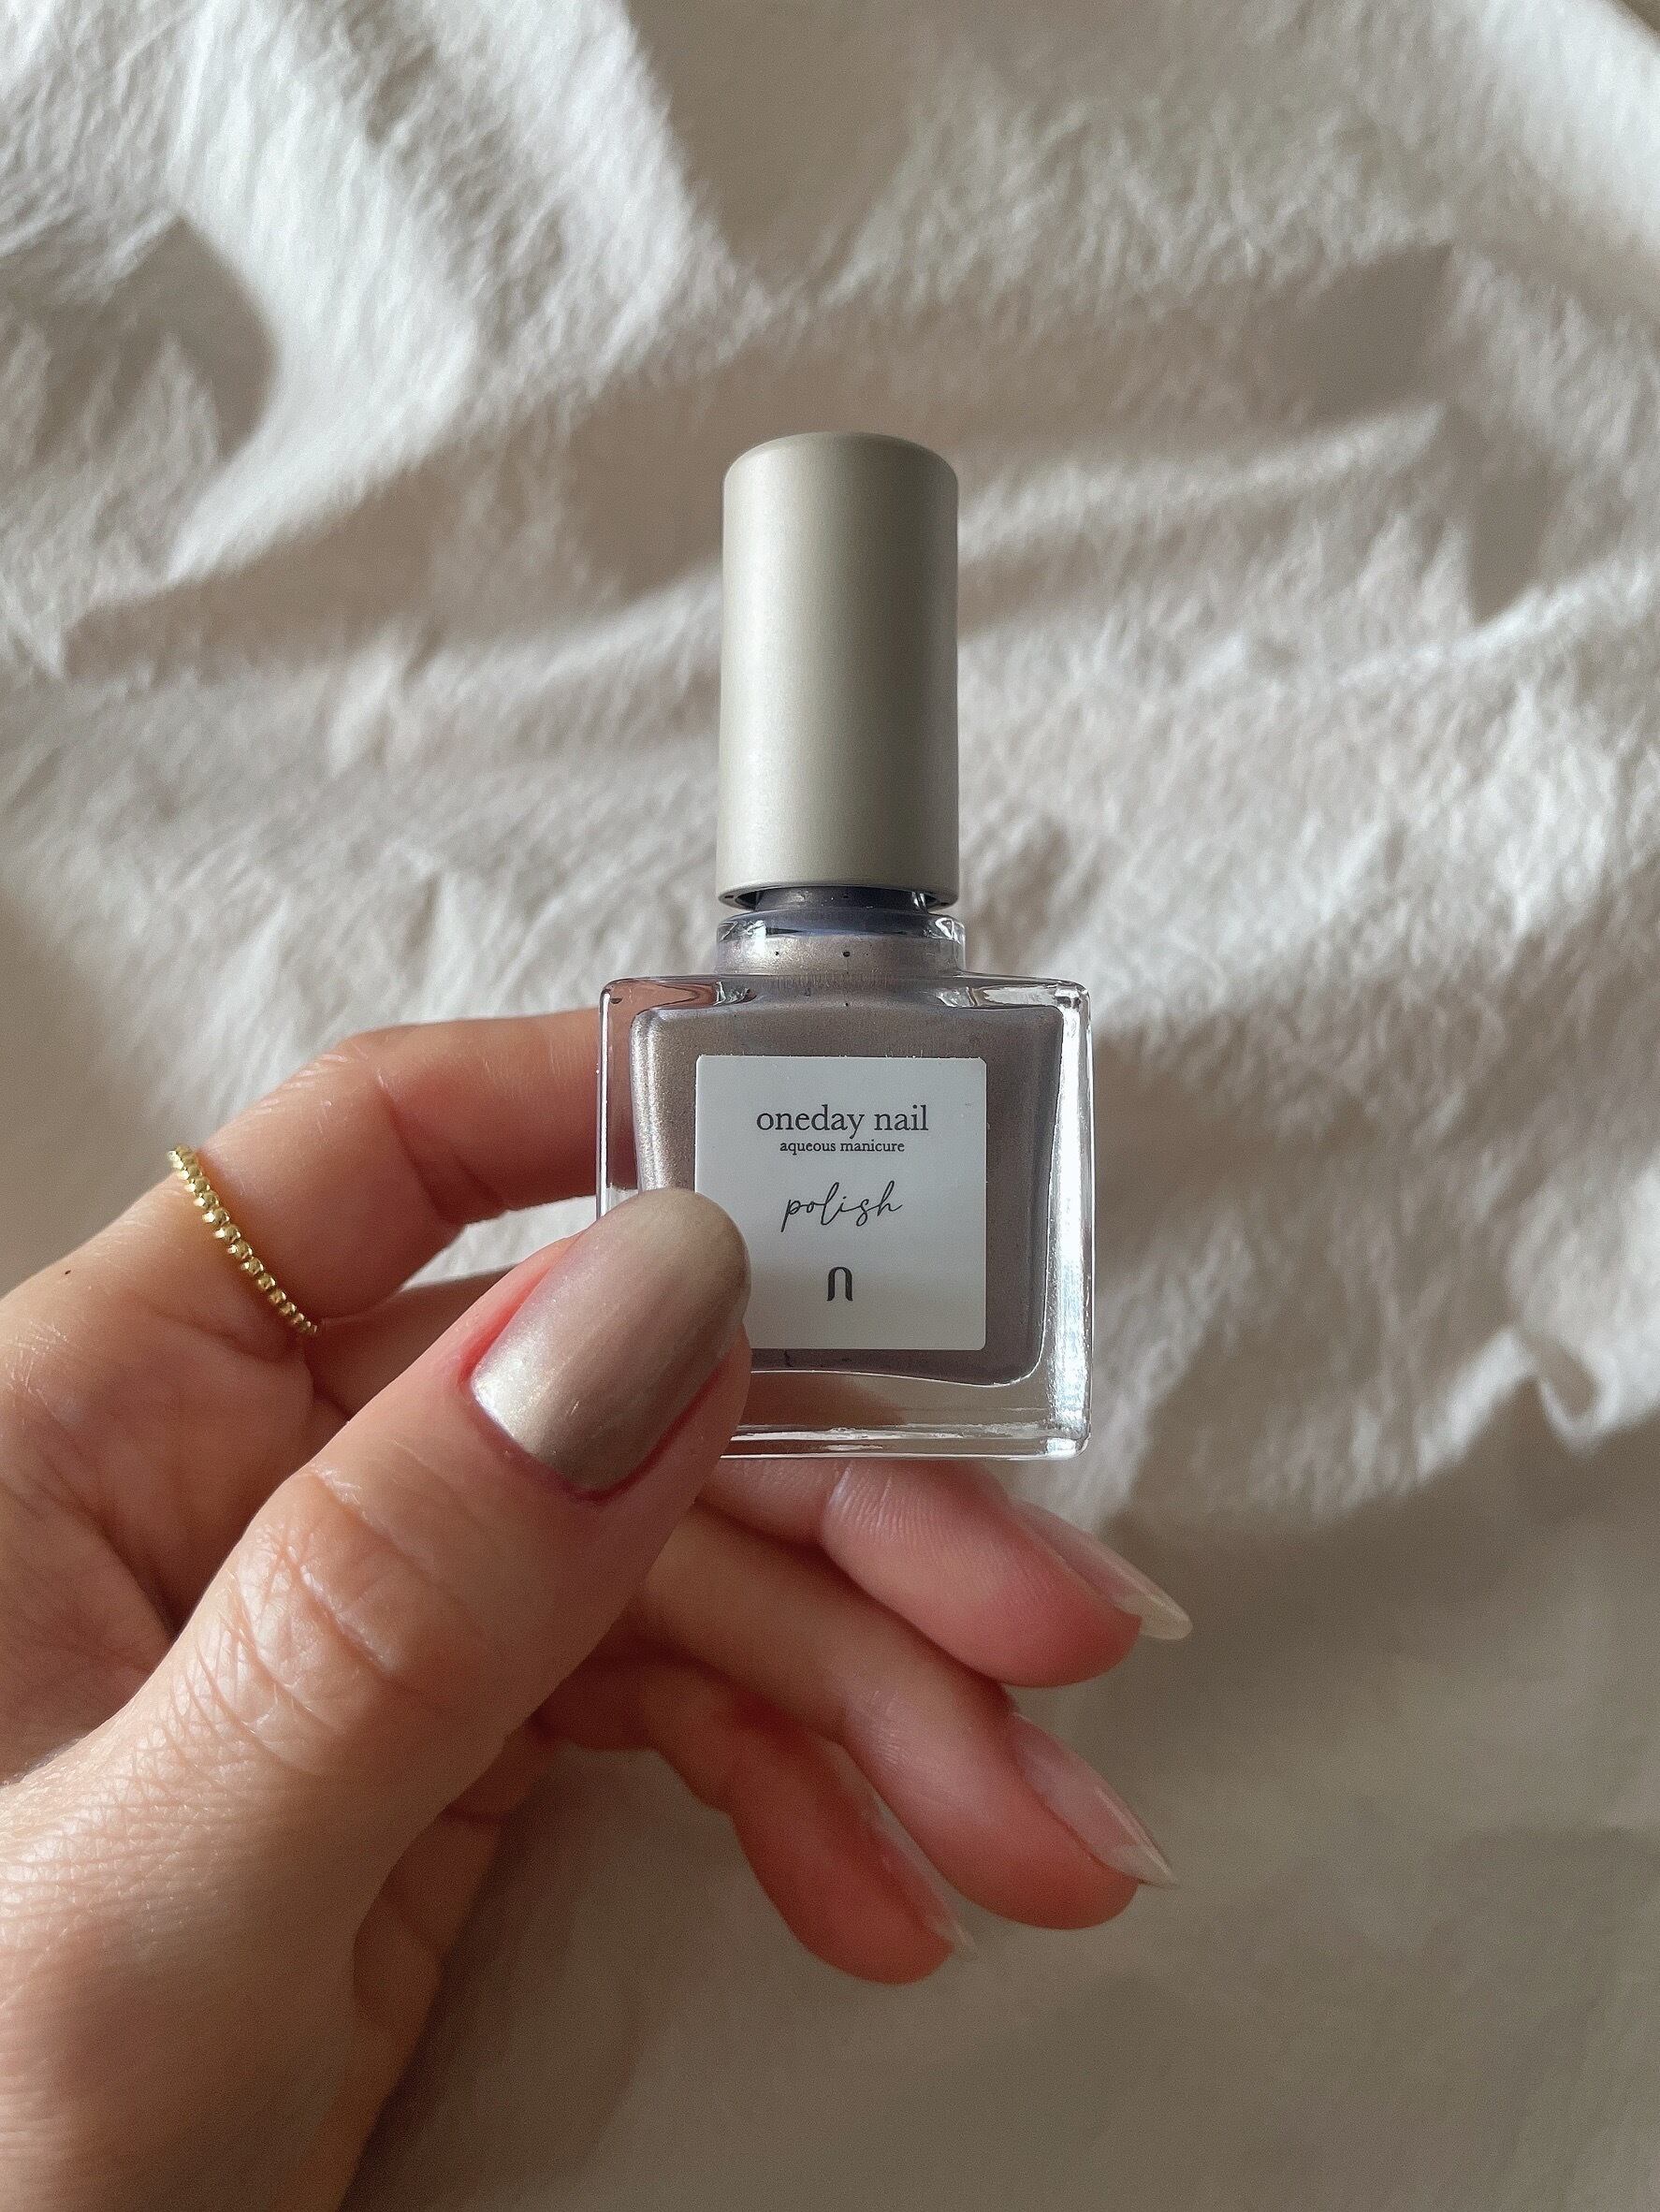 oneday nail
aqueous manicure
polish
n